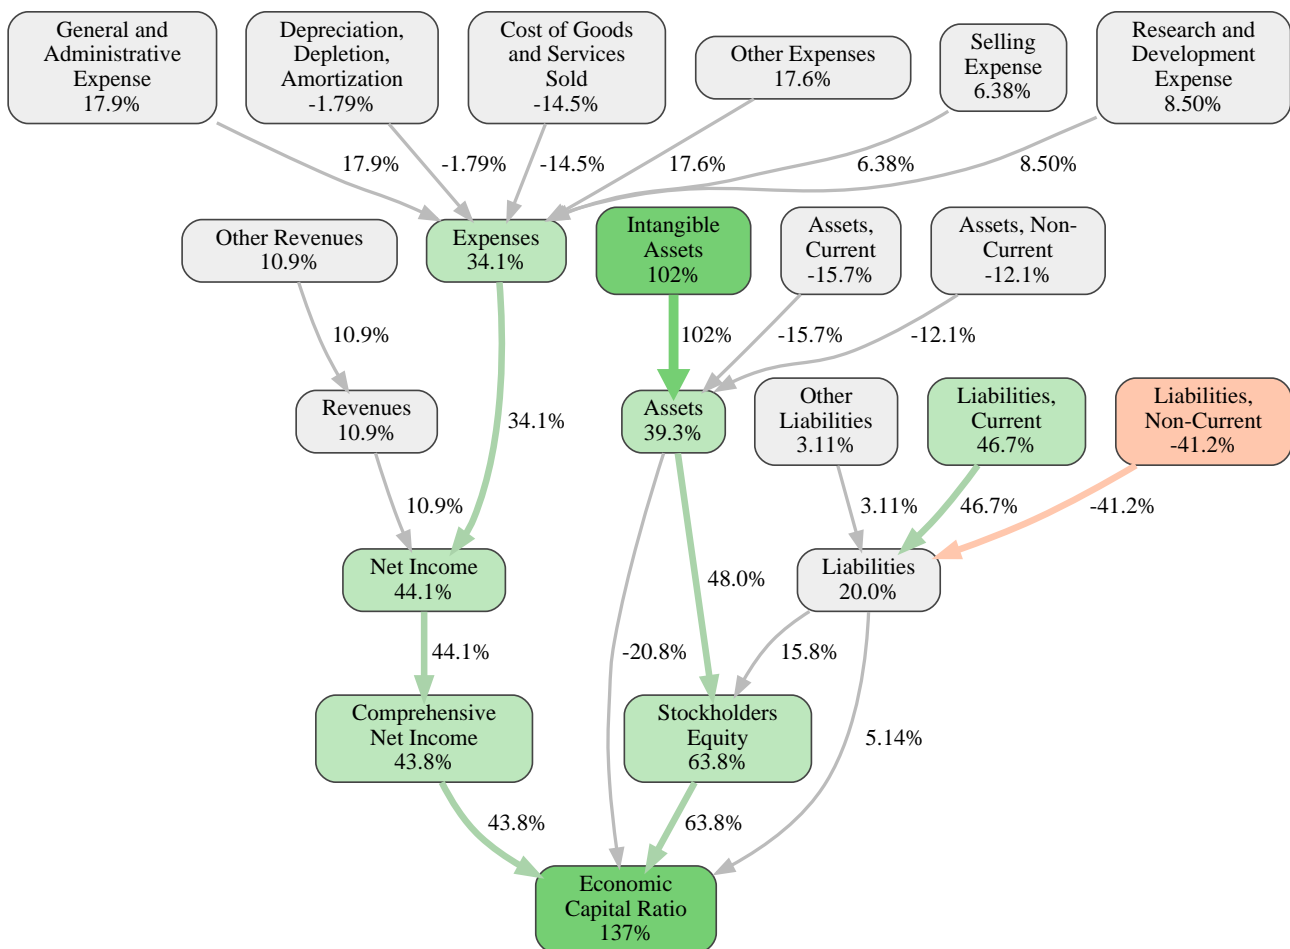 General and
Administrative
Expense
17.9%
Depreciation,
Depletion,
Amortization
-1.79%
Cost of Goods
and Services
Sold
-14.5%
Other Expenses
17.6%
Selling
Expense
6.38%
Research and
Development
Expense
8.50%
17.9%
-1.79%
-14.5%
17.6%
6.38%
8.50%
Other Revenues
10.9%
Expenses
34.1%
Intangible
Assets
102%
Assets,
Current
-15.7%
Assets, Non-
Current
-12.1%
10.9%
102%
-15.7%
-12.1%
Revenues
10.9%
34.1%
Assets
39.3%
Other
Liabilities
3.11%
Liabilities,
Current
46.7%
Liabilities,
Non-Current
-41.2%
10.9%
3.11%
46.7%
-41.2%
Net Income
44.1%
48.0%
Liabilities
20.0%
44.1%
-20.8%
15.8%
Comprehensive
Net Income
43.8%
Stockholders
Equity
63.8%
5.14%
43.8%
63.8%
Economic
Capital Ratio
137%